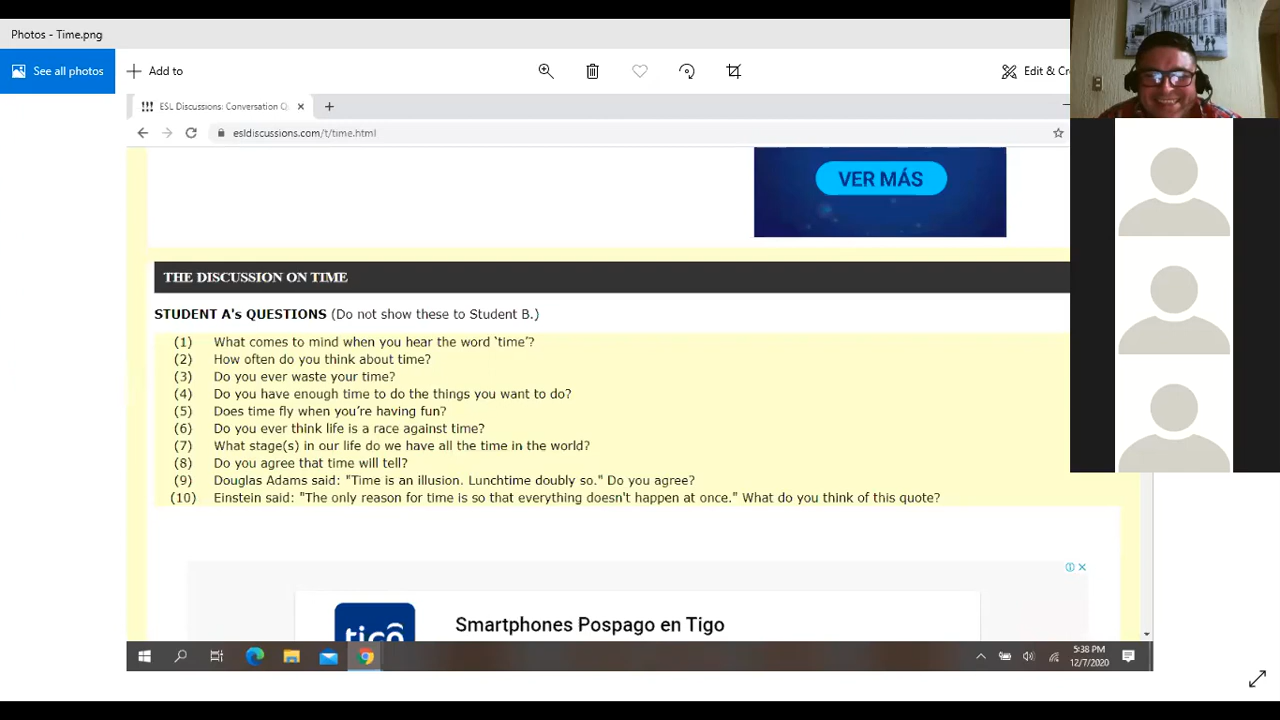 Photos - Time.png
See all photos
Add to
Edit & Cr
ESL Discussions: Conversation Q
esldiscussions.com/t/time.html
VER MÁS
THE DISCUSSION ON TIME
STUDENT A's QUESTIONS (Do not show these to Student B.)
(1) What comes to mind when you hear the word ‘time’?
(2) How often do you think about time?
(3) Do you ever waste your time?
(4) Do you have enough time to do the things you want to do?
(5) Does time fly when you’re having fun?
(6) Do you ever think life is a race against time?
(7) What stage(s) in our life do we have all the time in the world?
(8) Do you agree that time will tell?
(9) Douglas Adams said: "Time is an illusion. Lunchtime doubly so." Do you agree?
(10) Einstein said: "The only reason for time is so that everything doesn't happen at once." What do you think of this quote?
tigo
Smartphones Pospago en Tigo
5:38 PM
12/7/2020